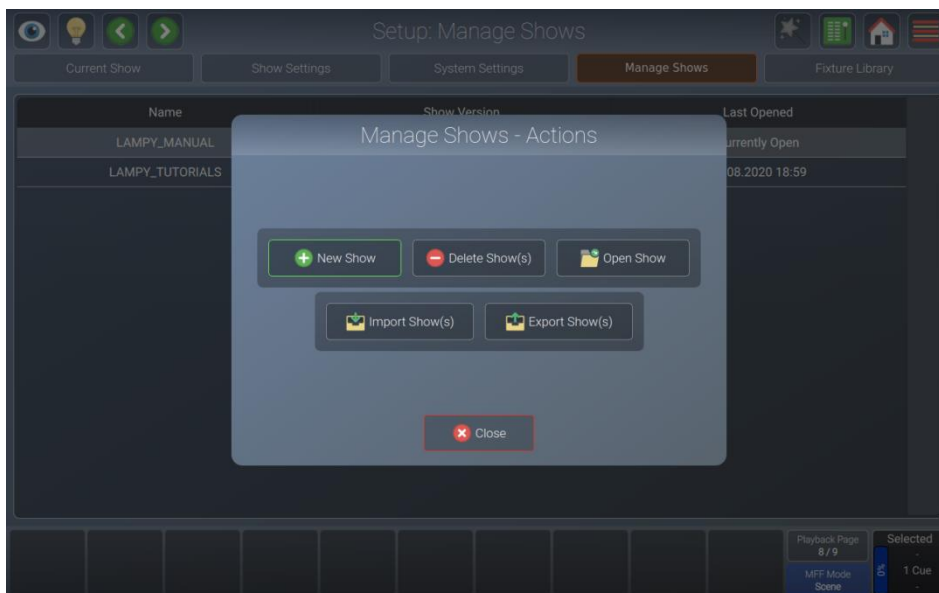 Setup: Manage Shows
Current Show
Show Settings
System Settings
Manage Shows
Fixture Library
Name
Show Version
Last Opened
LAMPY_MANUAL
urrently Open
LAMPY_TUTORIALS
08.2020 18:59
Manage Shows - Actions
New Show
Delete Show(s)
Open Show
Import Show(s)
Export Show(s)
Close
Playback Page
8 / 9
MFF Mode
Scene
0%
Selected
-
1 Cue
-